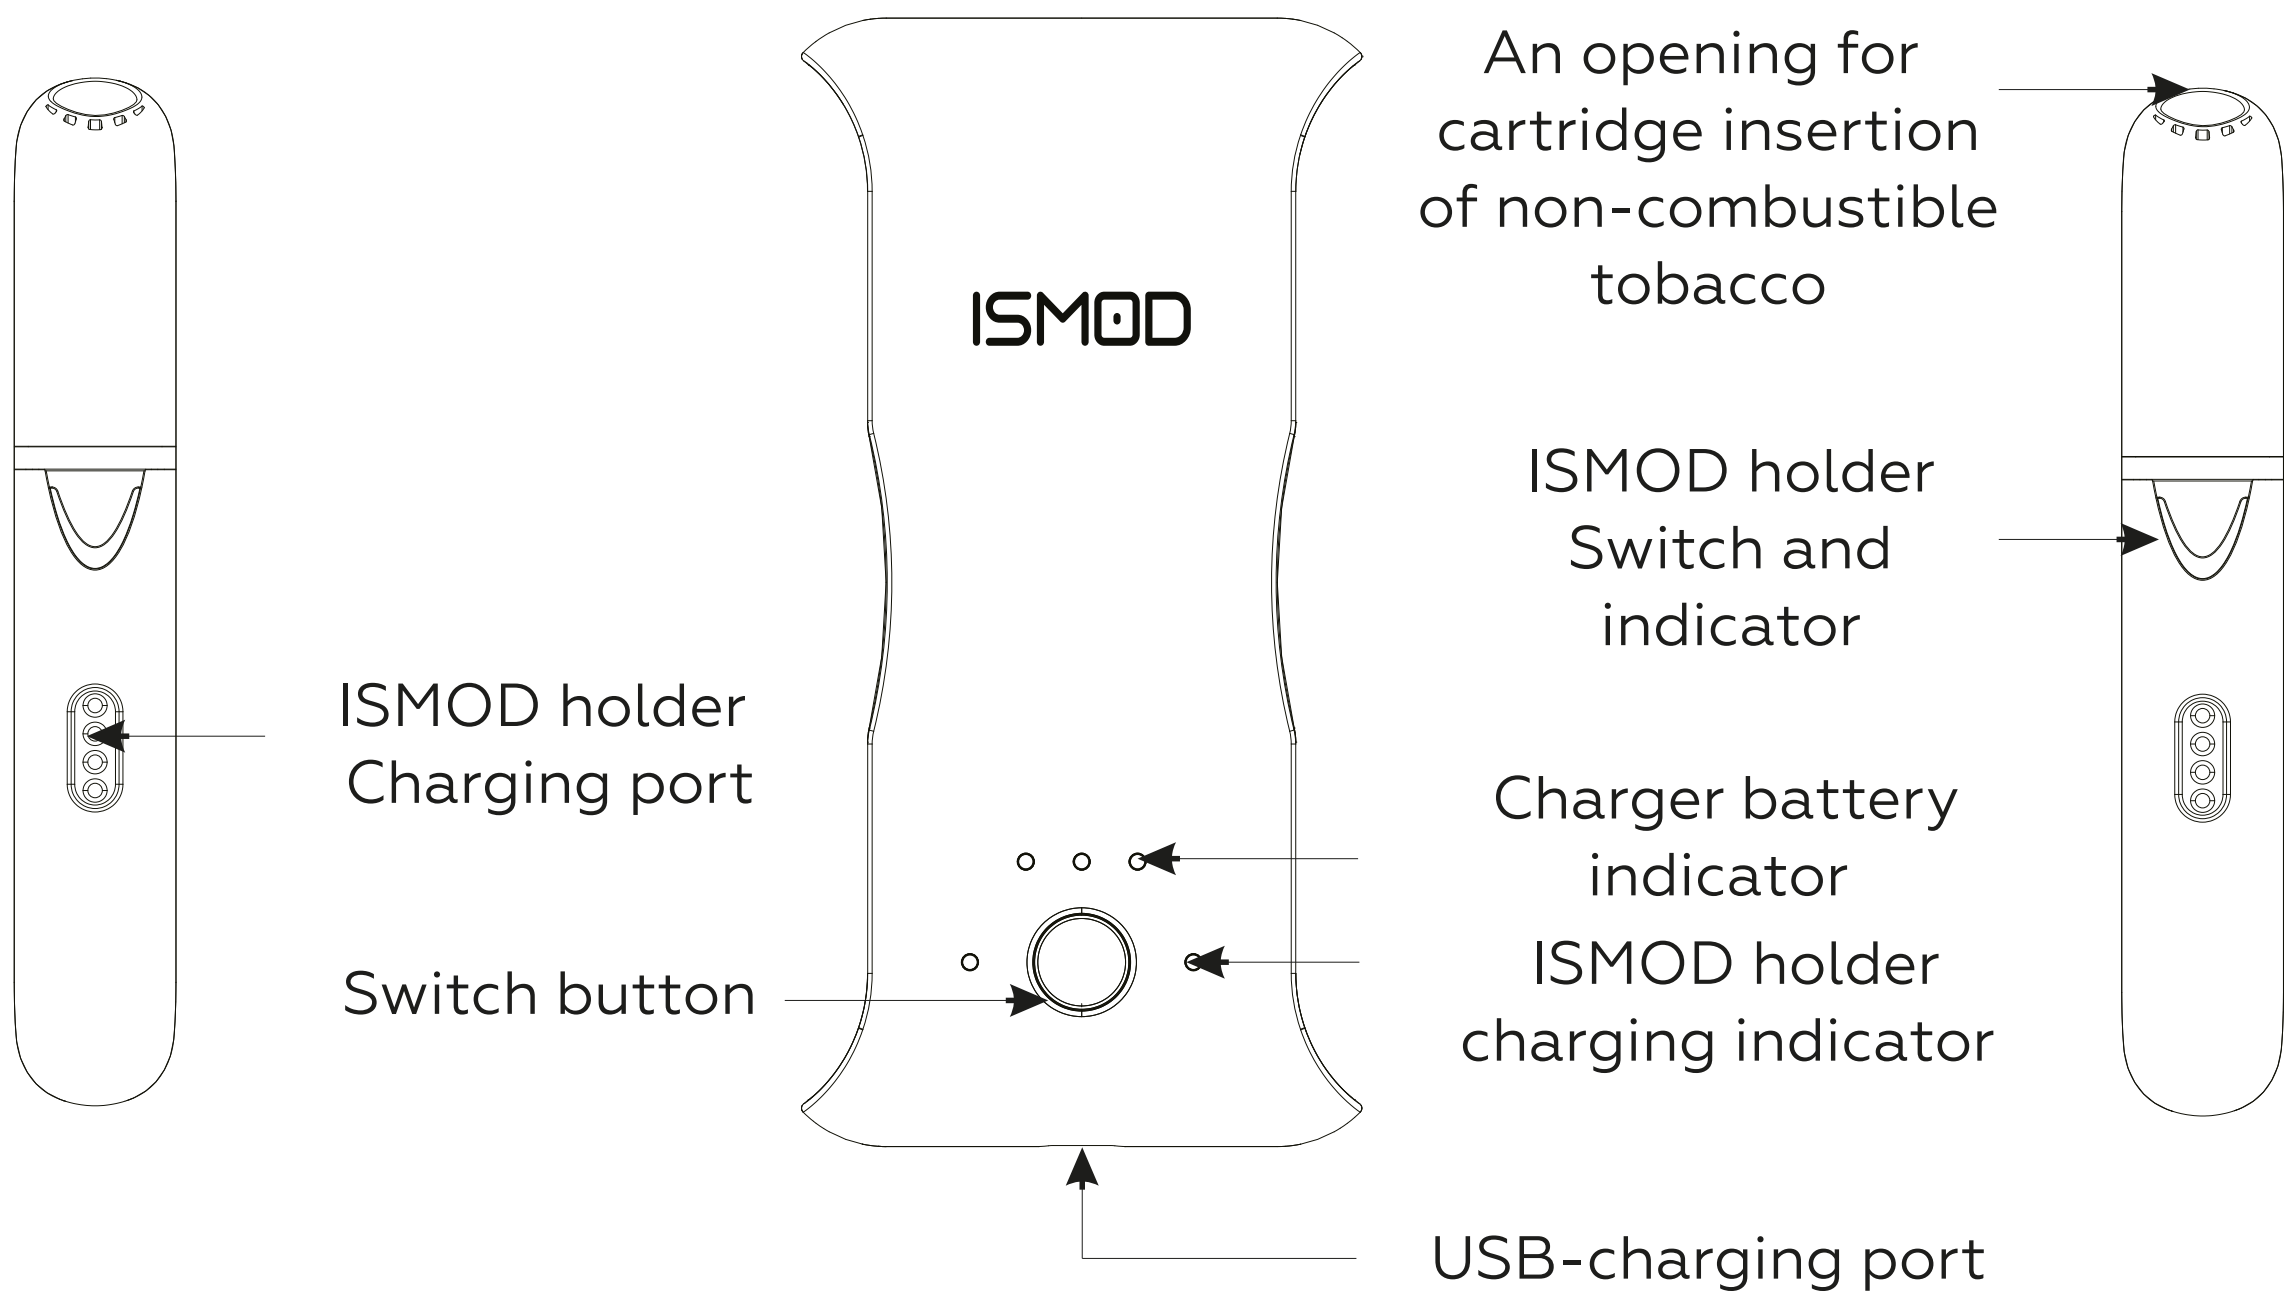 An opening for
cartridge insertion
of non-combustible
tobacco
ISMOD
ISMOD holder
Switch and
indicator
ISMOD holder
Charging port
Charger battery
indicator
Switch button
ISMOD holder
charging indicator
USB-charging port